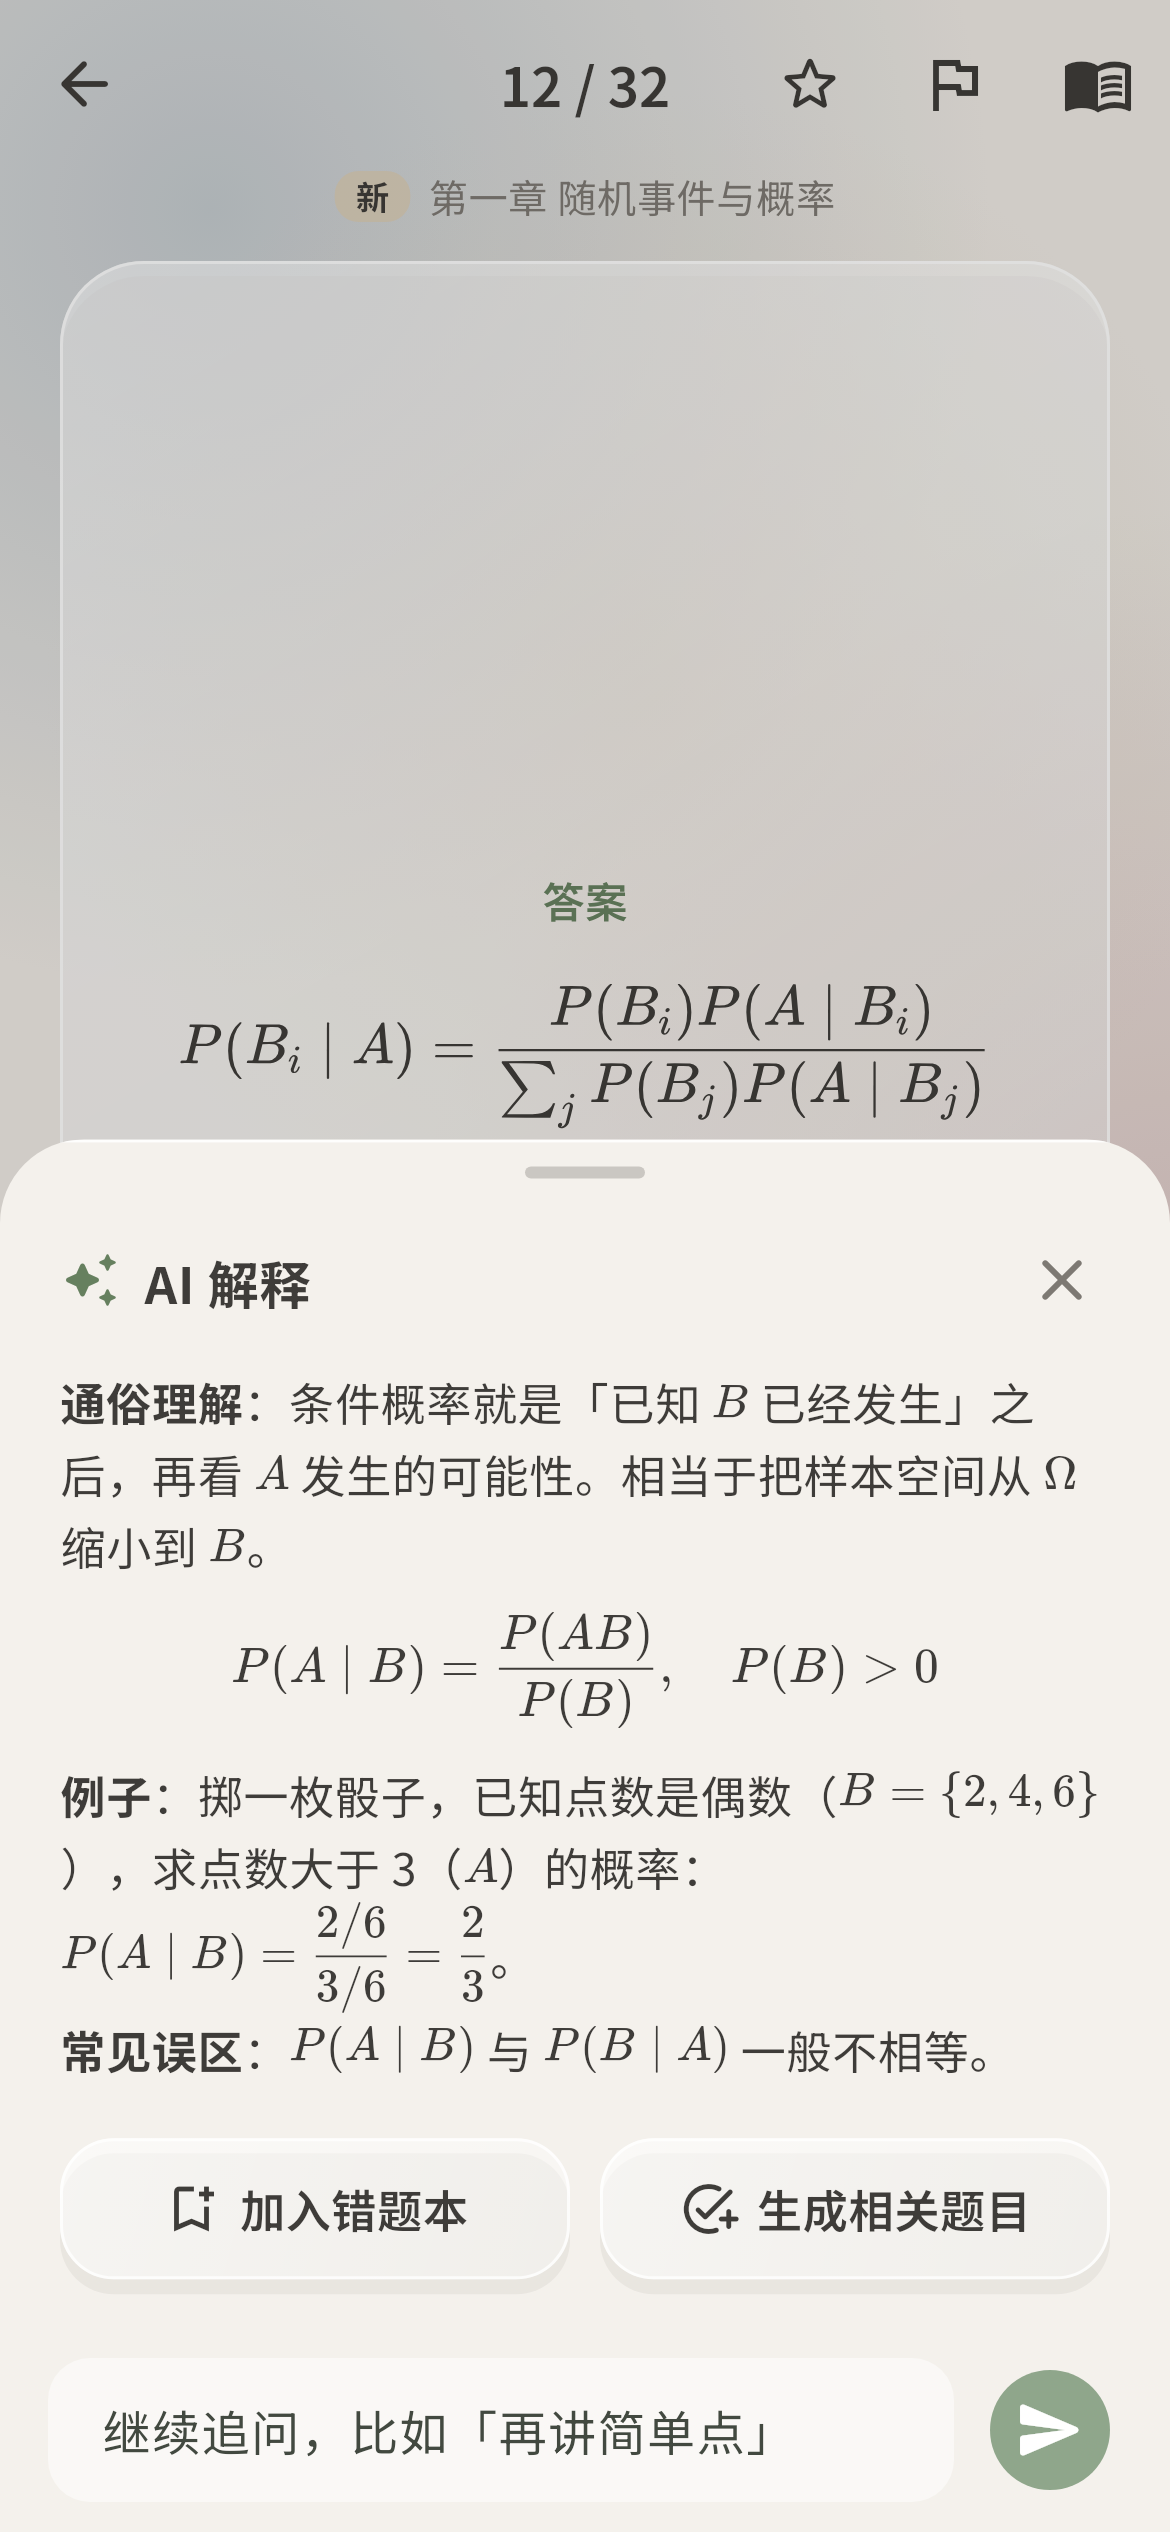 12 / 32
新 第一章 随机事件与概率
答案
P(B_i | A) = \frac{P(B_i)P(A | B_i)}{\sum_j P(B_j)P(A | B_j)}
AI 解释
通俗理解：条件概率就是「已知 B 已经发生」之
后，再看 A 发生的可能性。相当于把样本空间从 Ω
缩小到 B。
P(A | B) = \frac{P(AB)}{P(B)}, P(B) > 0
例子：掷一枚骰子，已知点数是偶数（B = {2, 4, 6}
），求点数大于 3（A）的概率：
P(A | B) = \frac{2/6}{3/6} = \frac{2}{3}。
常见误区：P(A | B) 与 P(B | A) 一般不相等。
加入错题本 生成相关题目
继续追问，比如「再讲简单点」